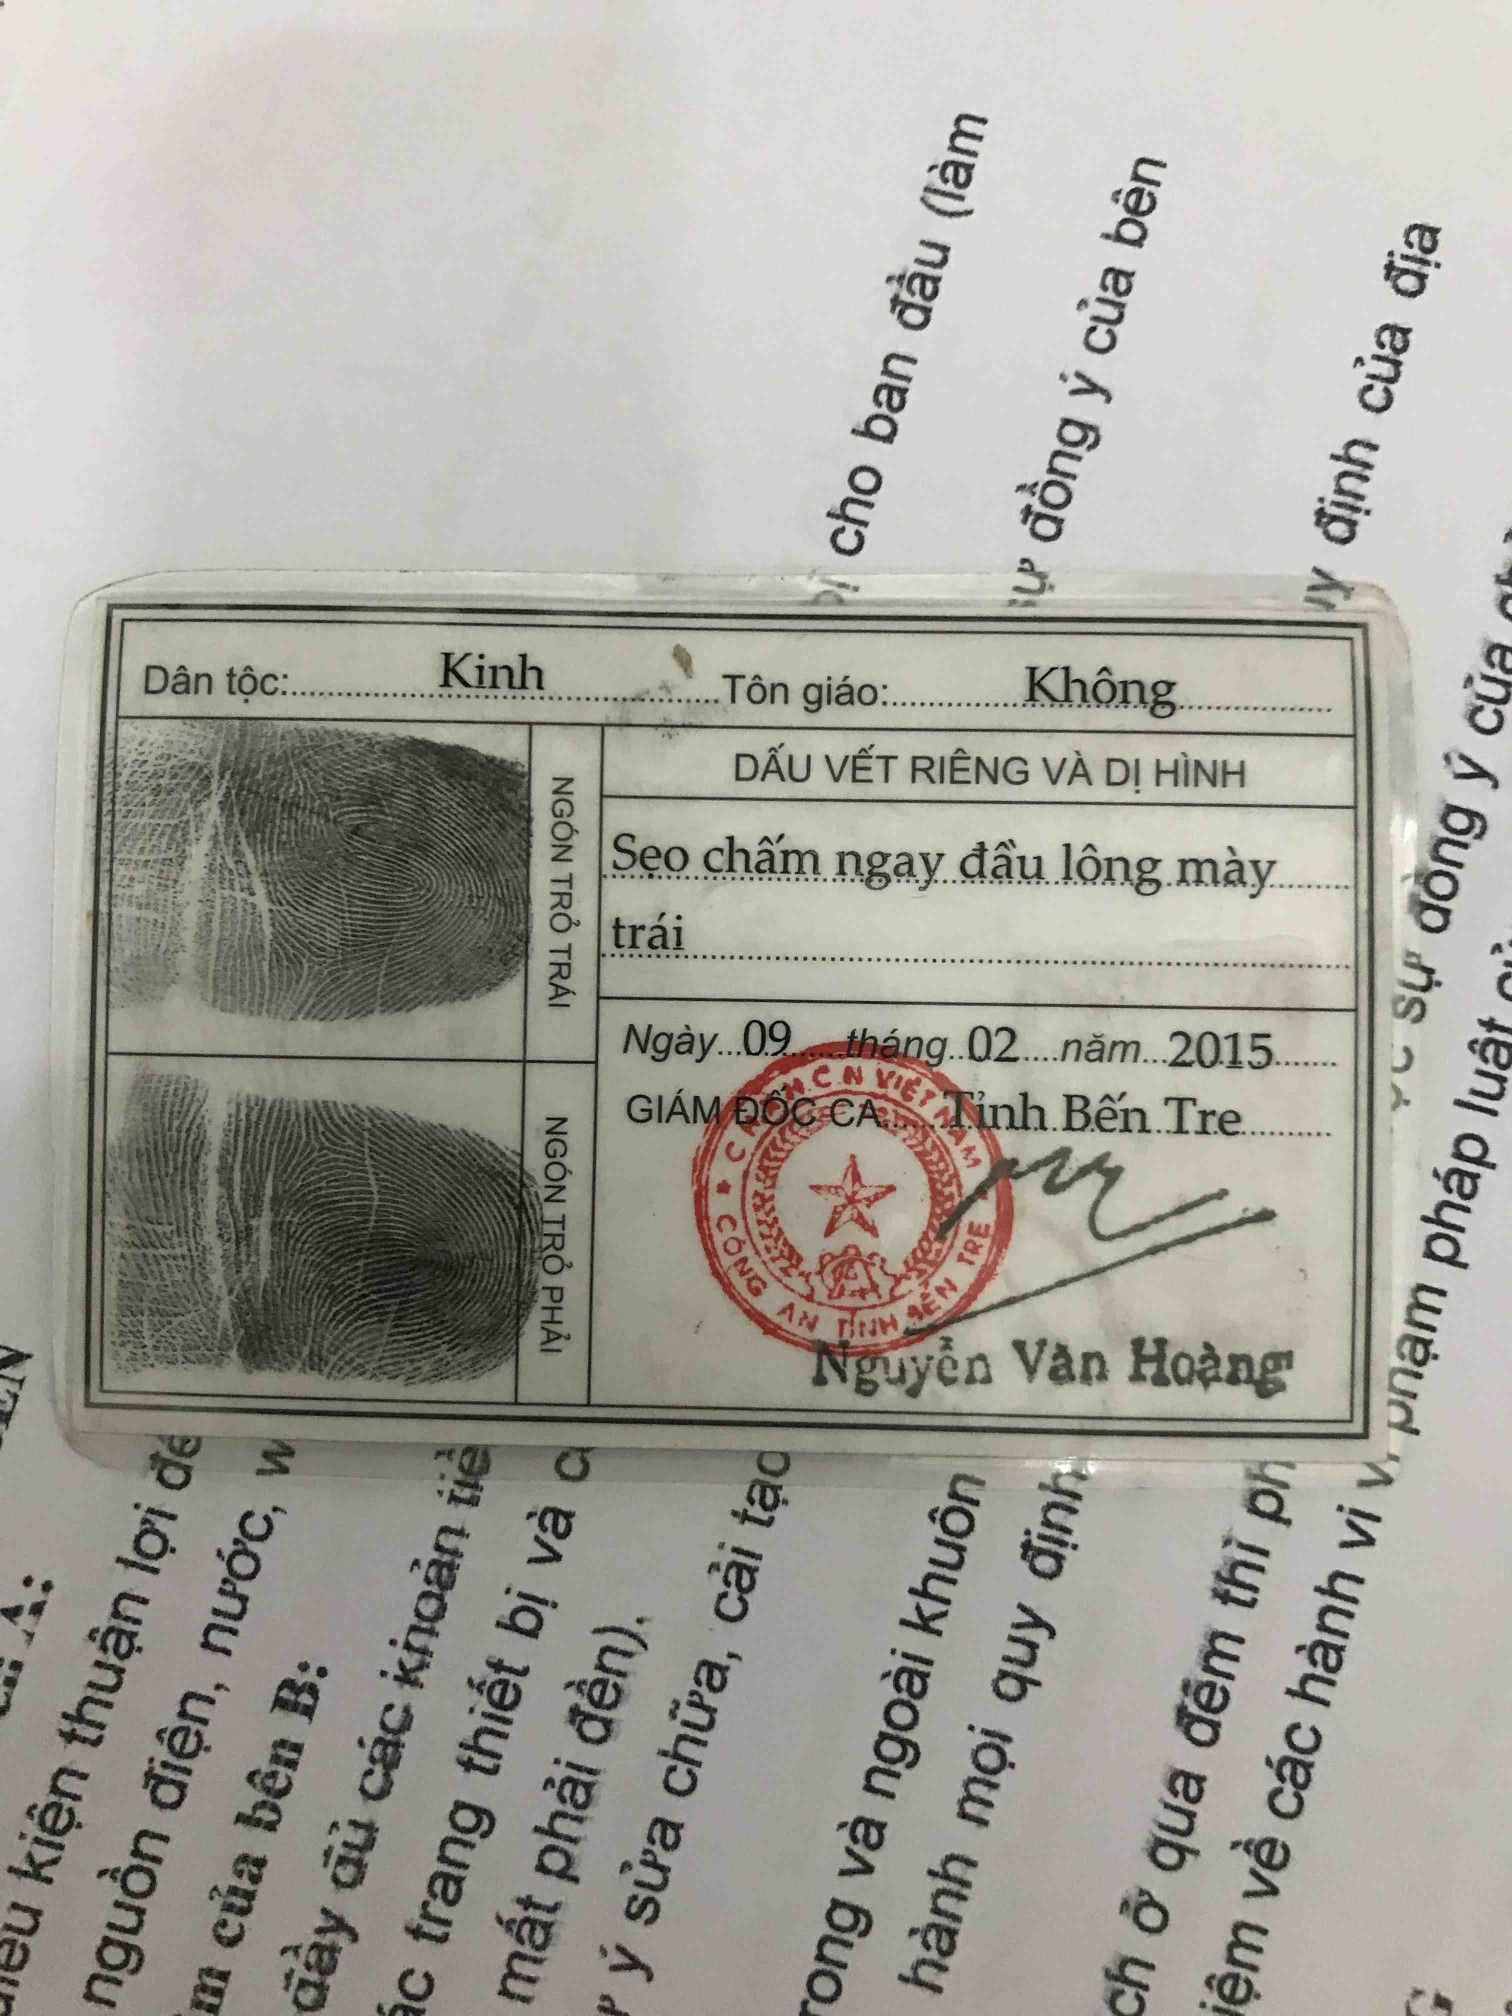 Dân tộc: Kinh Tôn giáo: Không
NGÓN TRỎ TRÁI
DẤU VẾT RIÊNG VÀ DỊ HÌNH
Sẹo chấm ngay đầu lông mày
trái
Ngày 09 tháng 02 năm 2015
GIÁM ĐỐC CA Tỉnh Bến Tre
NGÓN TRỎ PHẢI
CÔNG AN TỈNH BẾN TRE
Nguyễn Văn Hoàng
cho ban đầu (làm
sự đồng ý của bên
định của địa
sự đồng ý của
phạm pháp luật
kiện thuận lợi
nguồn điện, nước,
của bên B:
đầy đủ các khoản
trang thiết bị và
mất phải đền).
ý sửa chữa, cải tạo
trong và ngoài khuôn
hành mọi quy định
ở qua đêm thì
về các hành vi